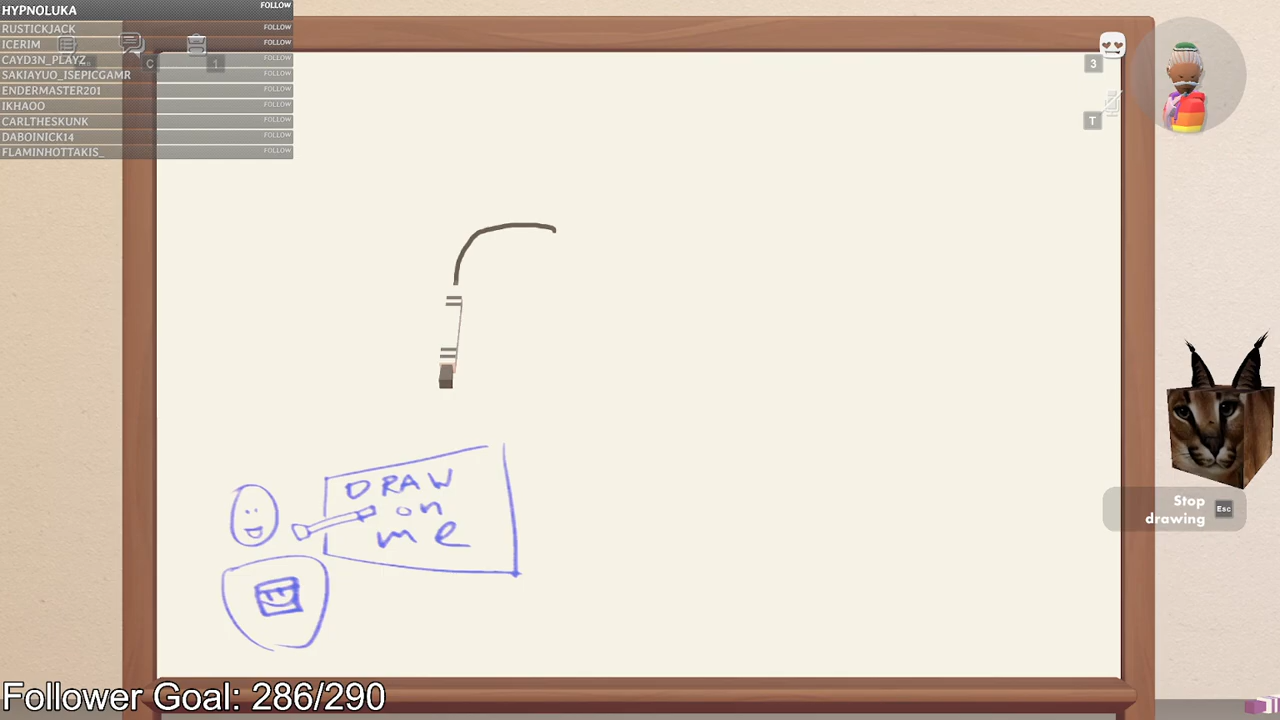 HYPNOLUKA FOLLOW
RUSTICKJACK FOLLOW
ICERIM FOLLOW
CAYD3N_PLAYZ FOLLOW
SAKIAYUO_ISEPICGAMR FOLLOW
ENDERMASTER201 FOLLOW
IKHAOO FOLLOW
CARLTHESKUNK FOLLOW
DABOINICK14 FOLLOW
FLAMINHOTTAKIS_ FOLLOW
C
1
3
T
DRAW
on
me
Stop
drawing
Esc
Follower Goal: 286/290